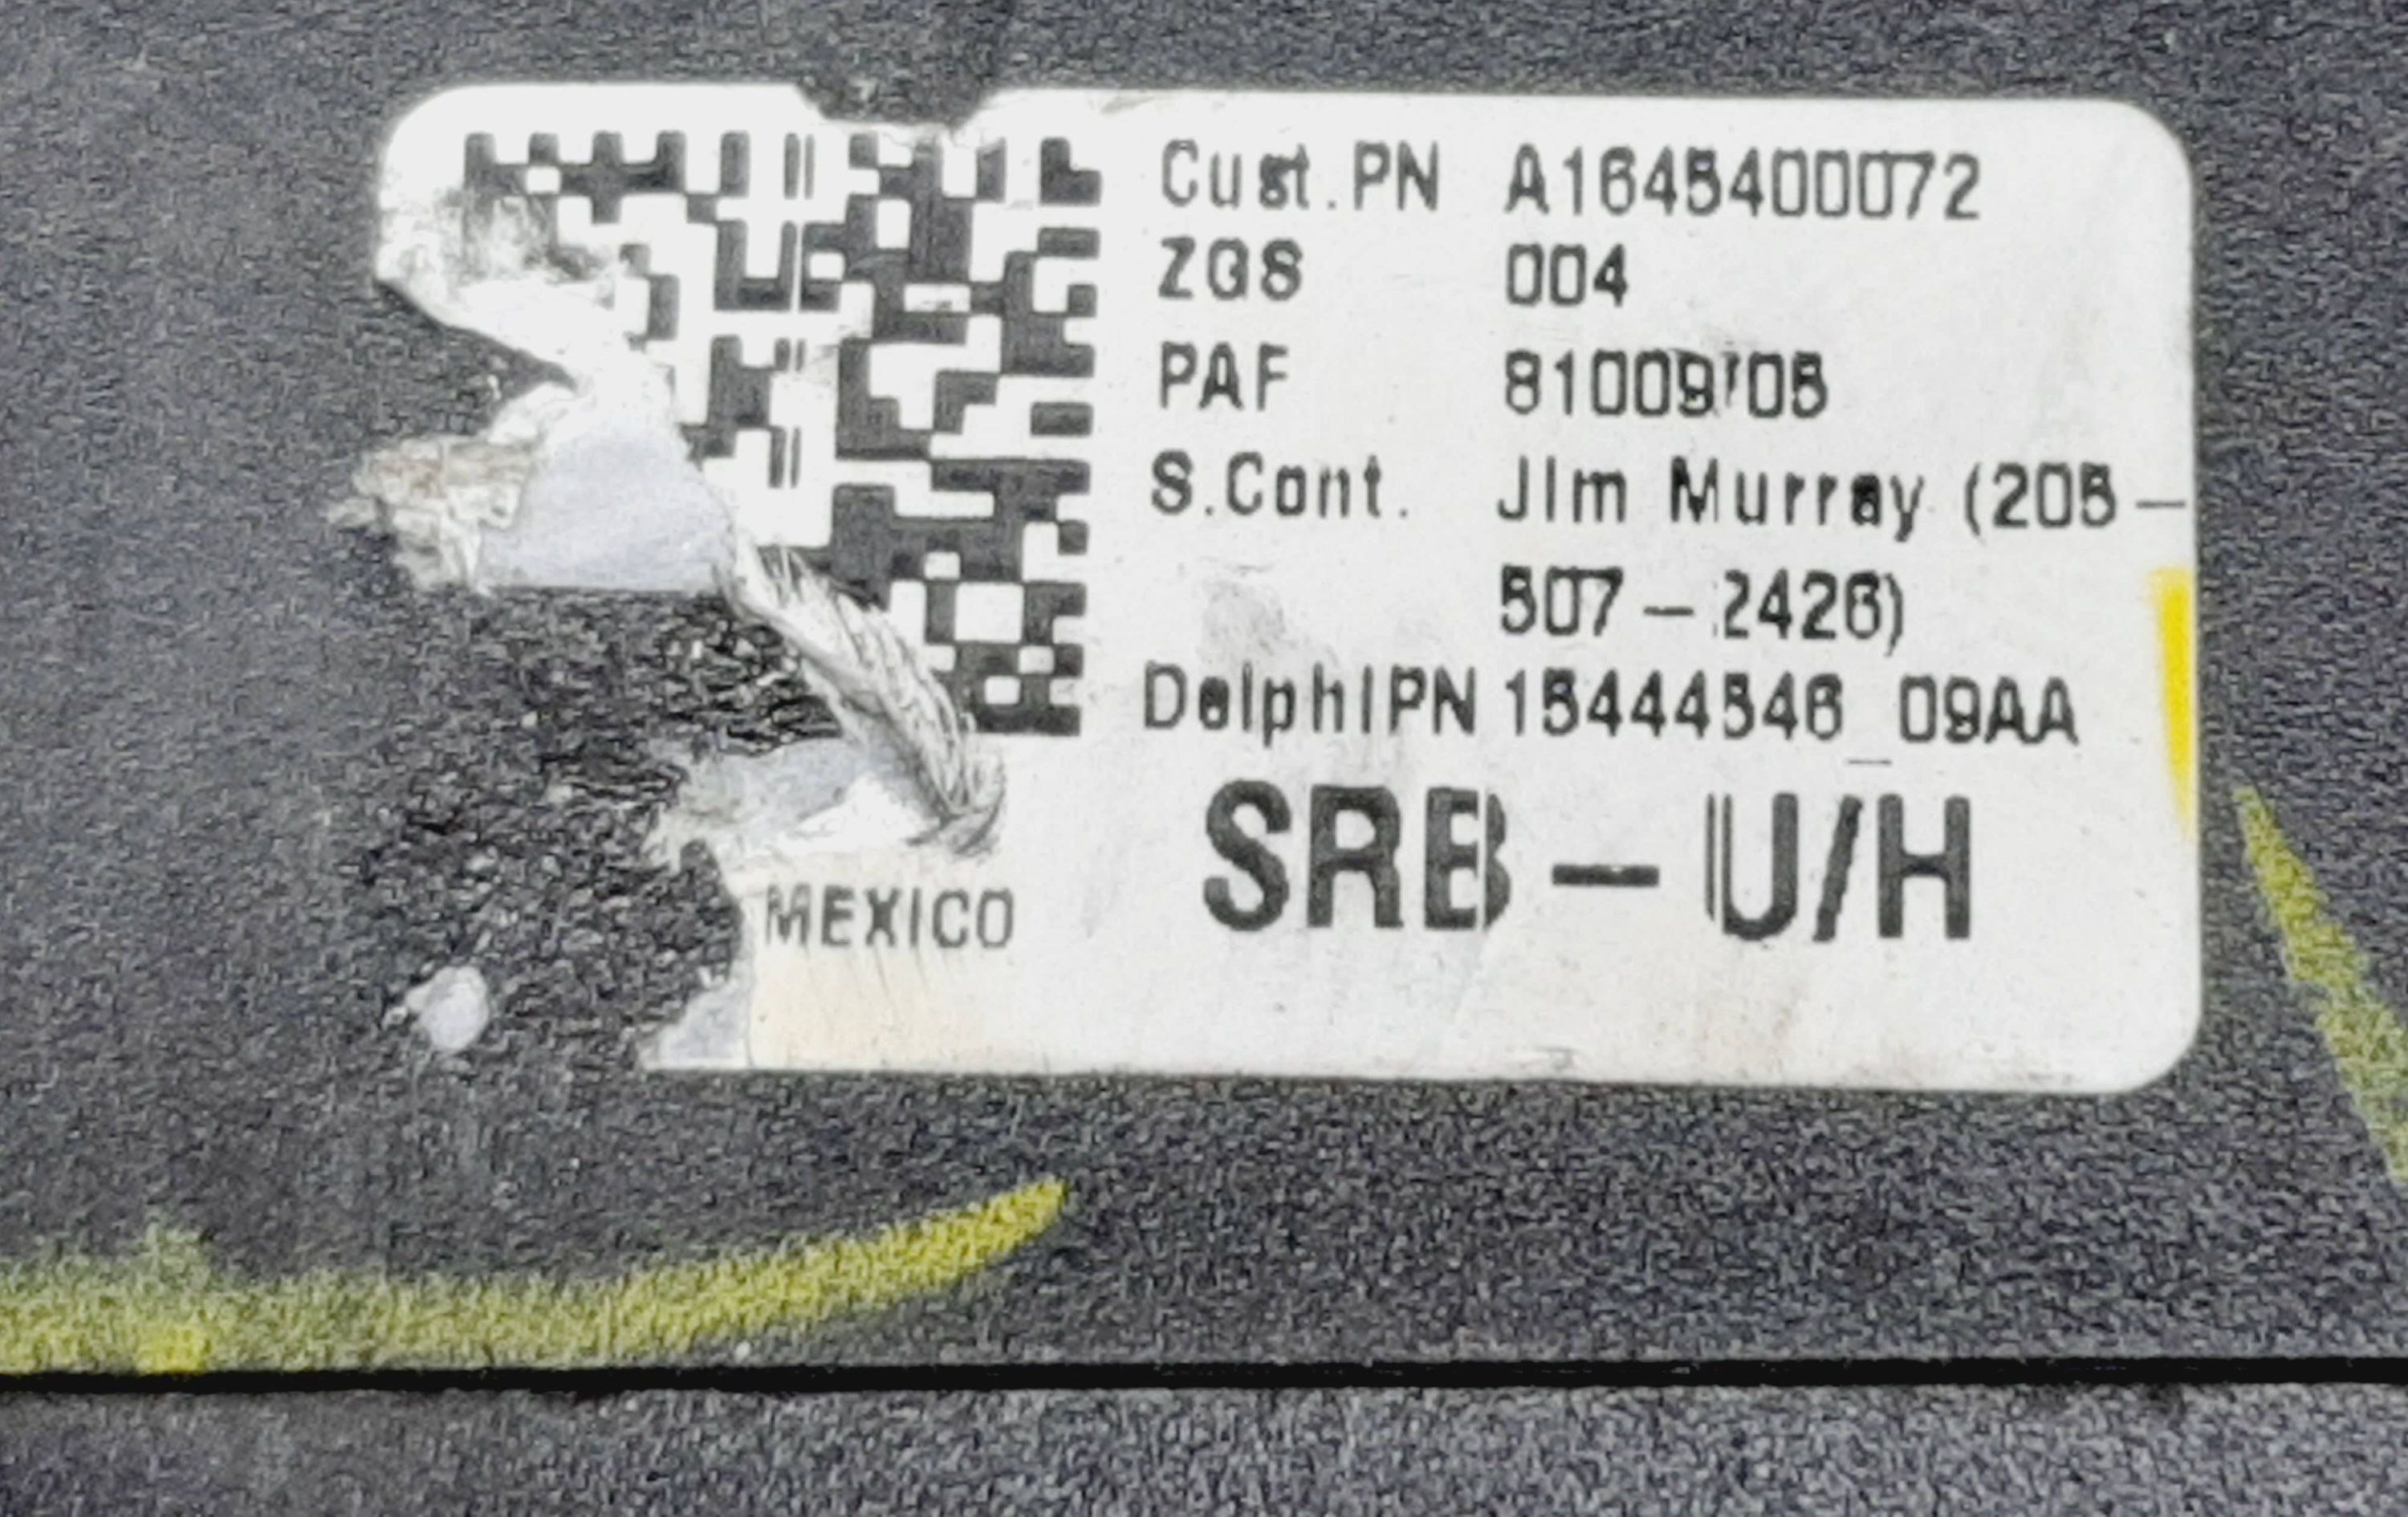 Cust.PN A1645400072
ZGS 004
PAF 81009/05
S.Cont. Jim Murray (205-
507-2426)
DelphiPN 15444546_09AA
SRB-U/H
MEXICO